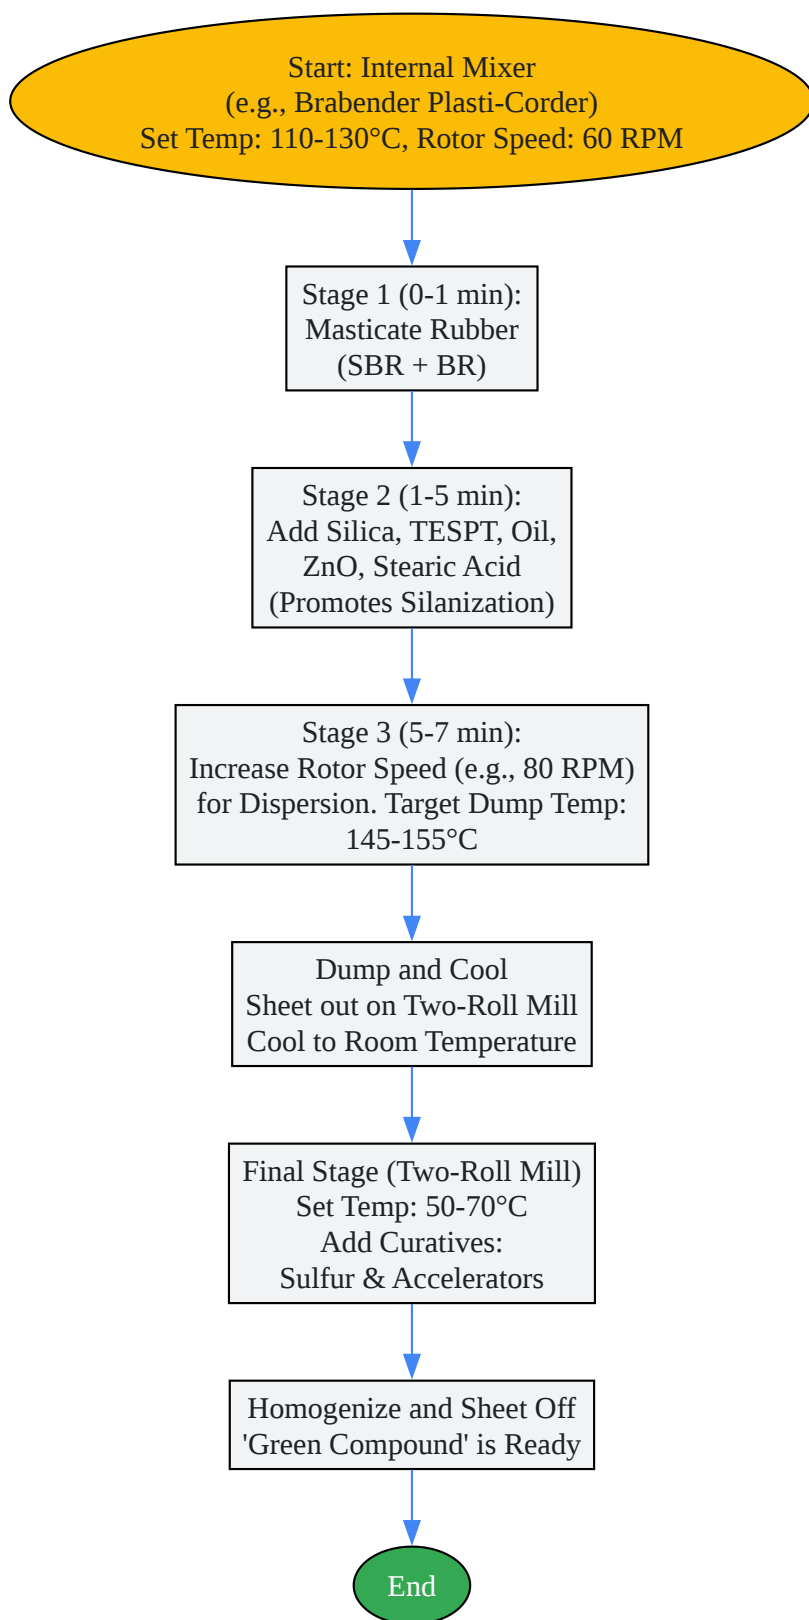 Start: Internal Mixer
(e.g., Brabender Plasti-Corder)
Set Temp: 110-130°C, Rotor Speed: 60 RPM
Stage 1 (0-1 min):
Masticate Rubber
(SBR + BR)
Stage 2 (1-5 min):
Add Silica, TESPT, Oil,
ZnO, Stearic Acid
(Promotes Silanization)
Stage 3 (5-7 min):
Increase Rotor Speed (e.g., 80 RPM)
for Dispersion. Target Dump Temp:
145-155°C
Dump and Cool
Sheet out on Two-Roll Mill
Cool to Room Temperature
Final Stage (Two-Roll Mill)
Set Temp: 50-70°C
Add Curatives:
Sulfur & Accelerators
Homogenize and Sheet Off
'Green Compound' is Ready
End